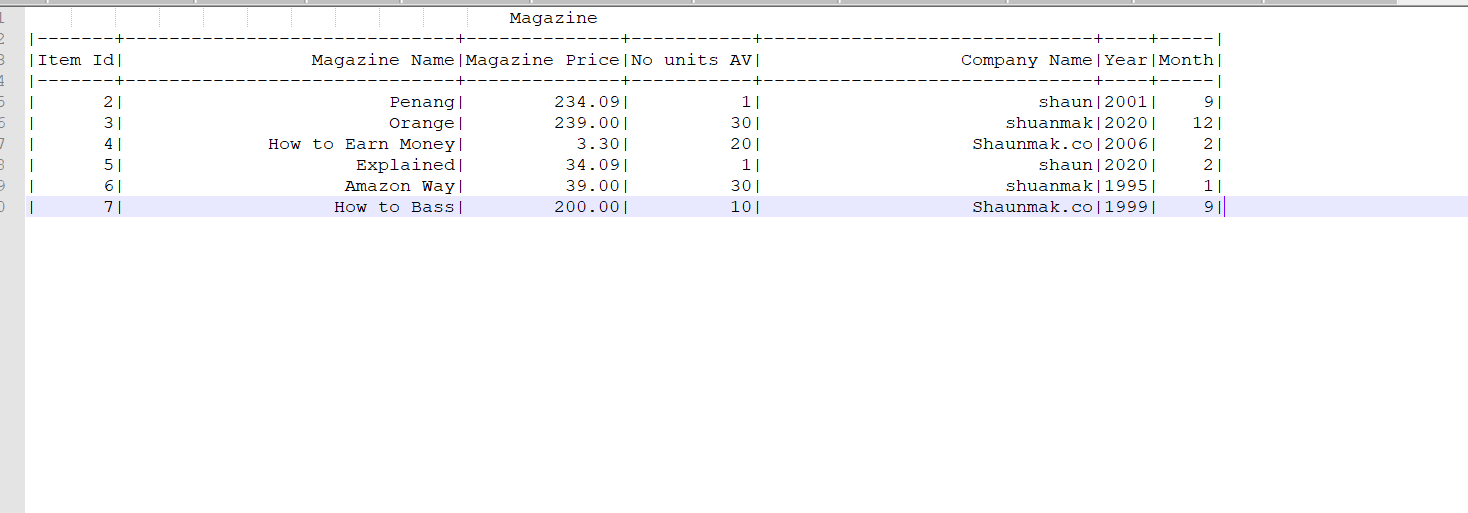 Magazine
|-------+------------------------------+--------------+-----------+------------------------------+----+-----|
|Item Id|                 Magazine Name|Magazine Price|No units AV|                  Company Name|Year|Month|
|-------+------------------------------+--------------+-----------+------------------------------+----+-----|
|      2|                        Penang|        234.09|          1|                         shaun|2001|    9|
|      3|                        Orange|        239.00|         30|                      shuanmak|2020|   12|
|      4|             How to Earn Money|          3.30|         20|                   Shaunmak.co|2006|    2|
|      5|                     Explained|         34.09|          1|                         shaun|2020|    2|
|      6|                    Amazon Way|         39.00|         30|                      shuanmak|1995|    1|
|      7|                   How to Bass|        200.00|         10|                   Shaunmak.co|1999|    9|